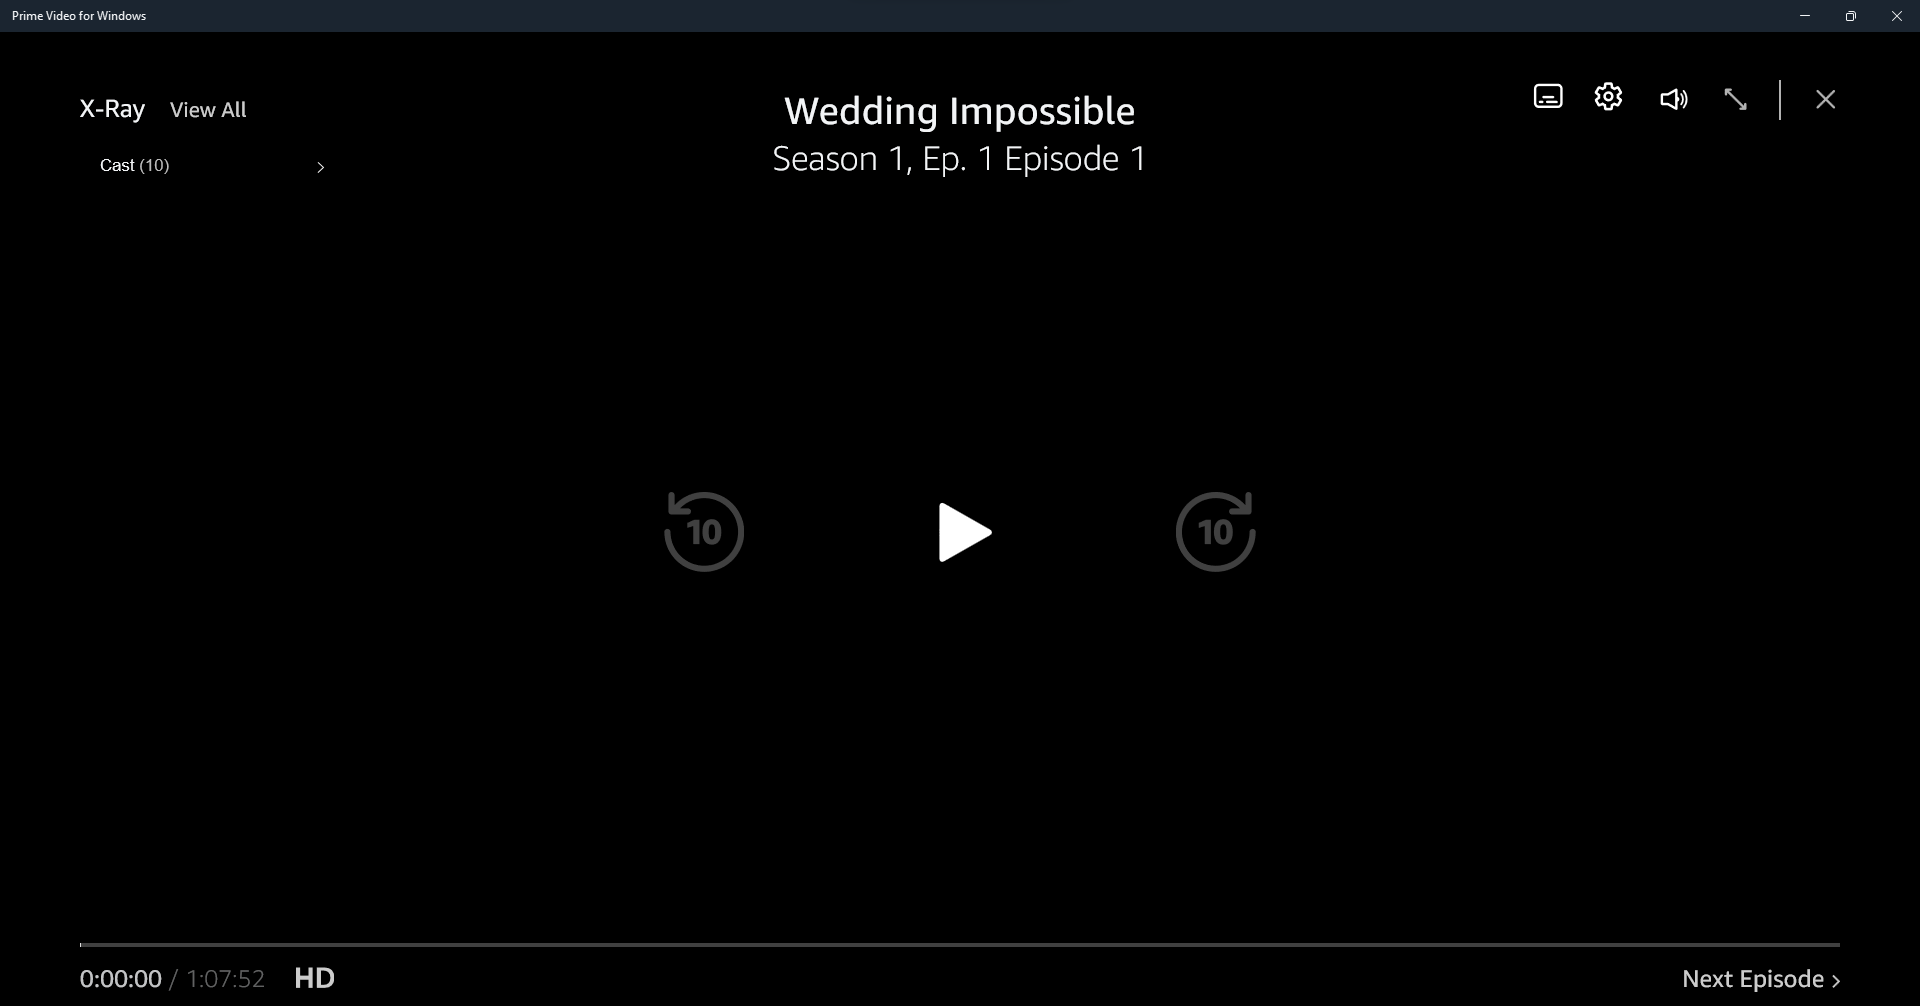 Prime Video for Windows
X-Ray View All
Wedding Impossible
Season 1, Ep. 1 Episode 1
Cast (10)
10
10
0:00:00 / 1:07:52 HD
Next Episode